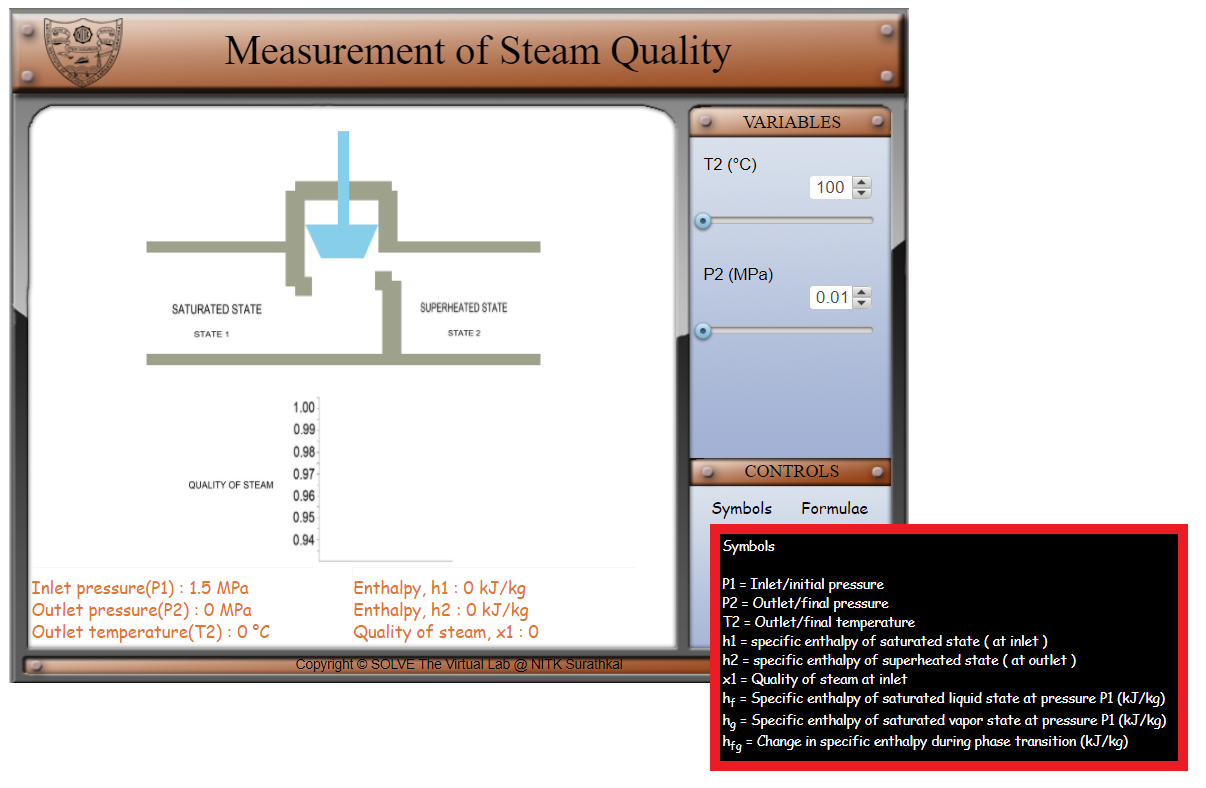 Measurement of Steam Quality
VARIABLES
T2 (°C)
100
P2 (MPa)
0.01
SATURATED STATE
STATE 1
SUPERHEATED STATE
STATE 2
1.00
0.99
0.98
0.97
0.96
0.95
0.94
QUALITY OF STEAM
CONTROLS
Symbols Formulae
Inlet pressure(P1) : 1.5 MPa
Outlet pressure(P2) : 0 MPa
Outlet temperature(T2) : 0 °C
Enthalpy, h1 : 0 kJ/kg
Enthalpy, h2 : 0 kJ/kg
Quality of steam, x1 : 0
Copyright © SOLVE The Virtual Lab @ NITK Surathkal
Symbols
P1 = Inlet/initial pressure
P2 = Outlet/final pressure
T2 = Outlet/final temperature
h1 = specific enthalpy of saturated state ( at inlet )
h2 = specific enthalpy of superheated state ( at outlet )
x1 = Quality of steam at inlet
hf = Specific enthalpy of saturated liquid state at pressure P1 (kJ/kg)
hg = Specific enthalpy of saturated vapor state at pressure P1 (kJ/kg)
hfg = Change in specific enthalpy during phase transition (kJ/kg)